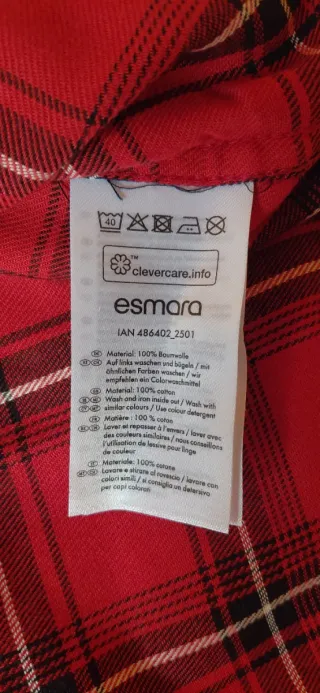 40
TM
clevercare.info
esmara
IAN 486402_2501
Material: 100% Baumwolle
Auf links waschen und bügeln / mit
ähnlichen Farben waschen / wir
empfehlen ein Colorwaschmittel
Material: 100% cotton
Wash and iron inside out / Wash with
similar colours / Use colour detergent
Matière : 100 % coton
Laver et repasser à l'envers / laver avec
des couleurs similaires / nous conseillons
l'utilisation de lessive pour linge
de couleur
Materiale: 100% cotone
Lavare e stirare al rovescio / lavare con
colori simili / si consiglia un detersivo
per capi colorati